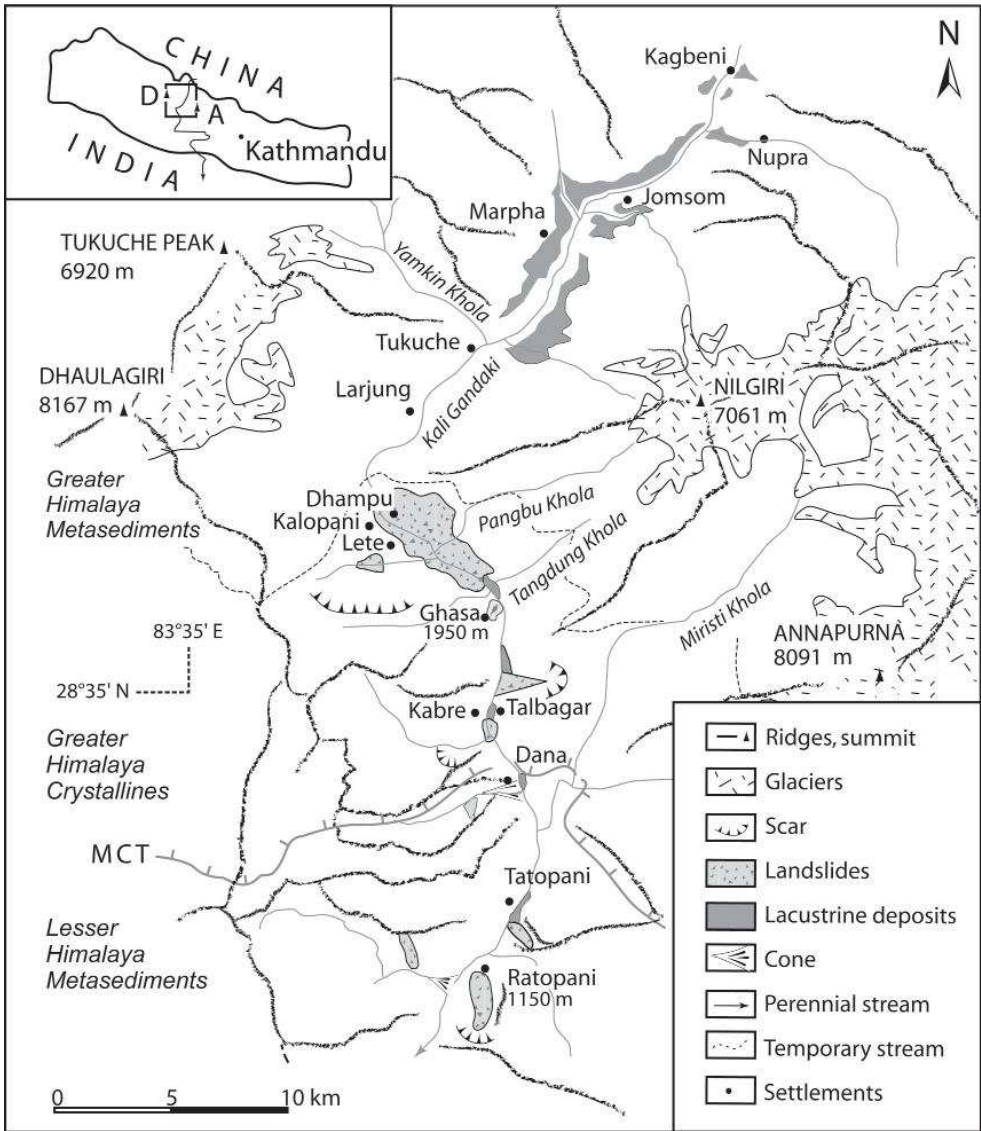 CHINA
D
A
Kathmandu
INDIA
N
Kagbeni
Nupra
Jomsom
Marpha
TUKUCHE PEAK
6920 m
Yamkin Khola
Tukuche
DHAULAGIRI
8167 m
Larjung
Kali Gandaki
NILGIRI
7061 m
Greater
Himalaya
Metasediments
Dhampu
Kalopani
Lete
Pangbu Khola
Tangdung Khola
Miristi Khola
Ghasa
1950 m
83°35' E
28°35' N
ANNAPURNÀ
8091 m
Kabre
Talbagar
Greater
Himalaya
Crystallines
Dana
MCT
Tatopani
Lesser
Himalaya
Metasediments
Ratopani
1150 m
0 5 10 km
Ridges, summit
Glaciers
Scar
Landslides
Lacustrine deposits
Cone
Perennial stream
Temporary stream
Settlements